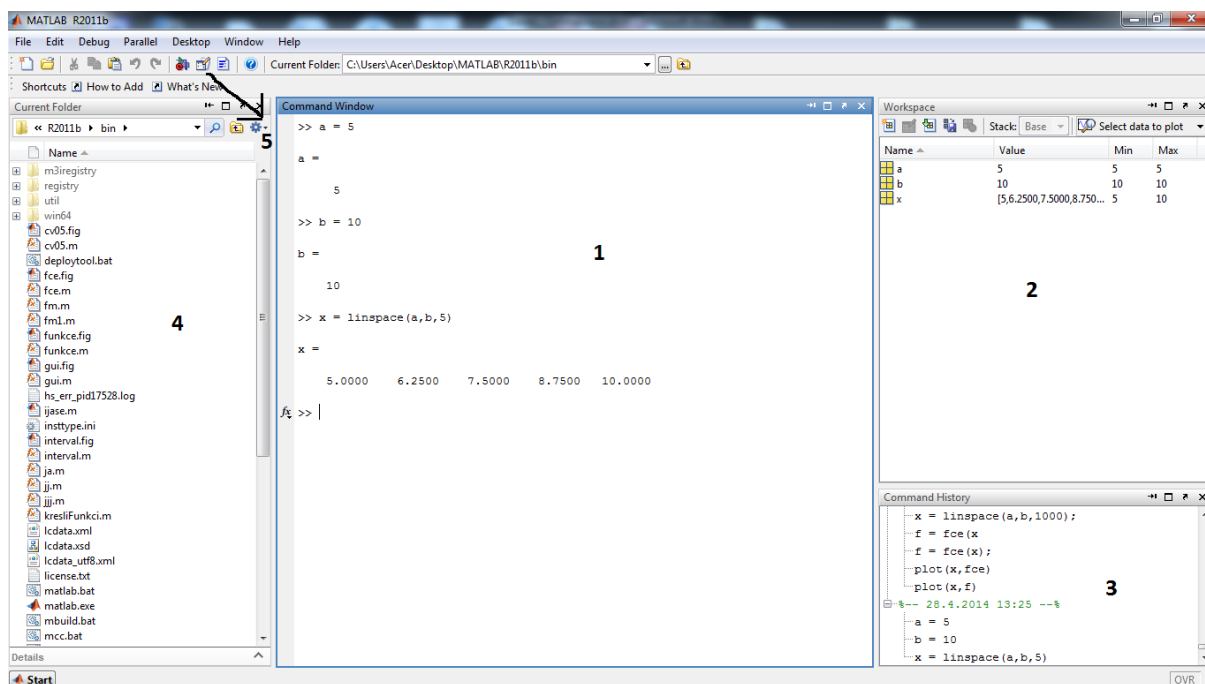 MATLAB R2011b
File Edit Debug Parallel Desktop Window Help
Current Folder: C:\Users\Acer\Desktop\MATLAB\R2011b\bin
Shortcuts How to Add What's New
Current Folder
« R2011b bin
5
Name
m3iregistry
registry
util
win64
cv05.fig
cv05.m
deploytool.bat
fce.fig
fce.m
fm.m
fm1.m
funkce.fig
funkce.m
gui.fig
gui.m
hs_err_pid17528.log
ijase.m
insttype.ini
interval.fig
interval.m
ja.m
jj.m
jjj.m
kresliFunkci.m
lcdata.xml
lcdata.xsd
lcdata_utf8.xml
license.txt
matlab.bat
matlab.exe
mbuild.bat
mcc.bat
4
Details
Start
Command Window
>> a = 5
a =
5
>> b = 10
b =
10
>> x = linspace(a,b,5)
x =
5.0000 6.2500 7.5000 8.7500 10.0000
fx >>
1
Workspace
Stack: Base Select data to plot
Name Value Min Max
a 5 5 5
b 10 10 10
x [5,6.2500,7.5000,8.750... 5 10
2
Command History
x = linspace(a,b,1000);
f = fce(x
f = fce(x);
plot(x,fce)
plot(x,f)
%-- 28.4.2014 13:25 --%
a = 5
b = 10
x = linspace(a,b,5)
3
OVR